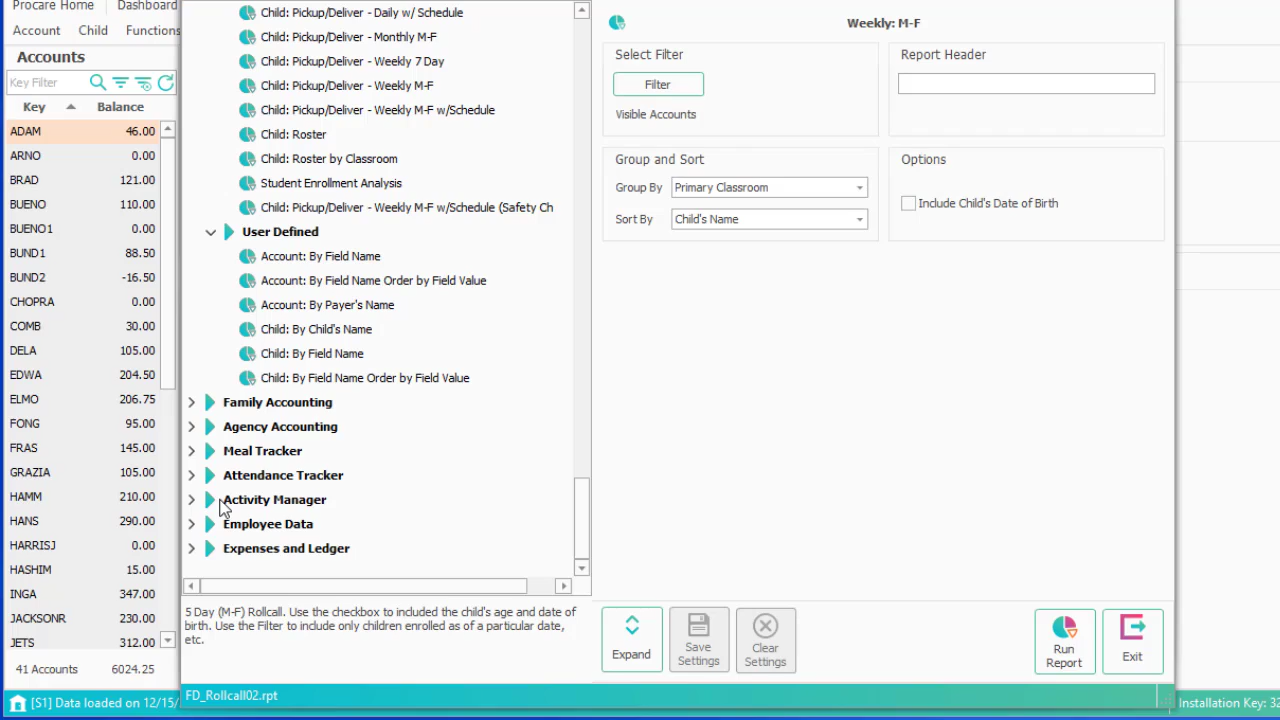 Procare Home Dashboard
Account Child Functions
Accounts
Key Filter
Key Balance
ADAM 46.00
ARNO 0.00
BRAD 121.00
BUENO 110.00
BUENO1 0.00
BUND1 88.50
BUND2 -16.50
CHOPRA 0.00
COMB 30.00
DELA 105.00
EDWA 204.50
ELMO 206.75
FONG 95.00
FRAS 145.00
GRAZIA 105.00
HAMM 210.00
HANS 290.00
HARRISJ 0.00
HASHIM 15.00
INGA 347.00
JACKSONR 230.00
JETS 312.00
41 Accounts 6024.25
Child: Pickup/Deliver - Daily w/ Schedule
Child: Pickup/Deliver - Monthly M-F
Child: Pickup/Deliver - Weekly 7 Day
Child: Pickup/Deliver - Weekly M-F
Child: Pickup/Deliver - Weekly M-F w/Schedule
Child: Roster
Child: Roster by Classroom
Student Enrollment Analysis
Child: Pickup/Deliver - Weekly M-F w/Schedule (Safety Ch
User Defined
Account: By Field Name
Account: By Field Name Order by Field Value
Account: By Payer's Name
Child: By Child's Name
Child: By Field Name
Child: By Field Name Order by Field Value
Family Accounting
Agency Accounting
Meal Tracker
Attendance Tracker
Activity Manager
Employee Data
Expenses and Ledger
5 Day (M-F) Rollcall. Use the checkbox to included the child's age and date of
birth. Use the Filter to include only children enrolled as of a particular date,
etc.
Weekly: M-F
Select Filter
Filter
Visible Accounts
Report Header
Group and Sort
Group By Primary Classroom
Sort By Child's Name
Options
Include Child's Date of Birth
Expand
Save
Settings
Clear
Settings
Run
Report
Exit
[S1] Data loaded on 12/15/
FD_Rollcall02.rpt
Installation Key: 32